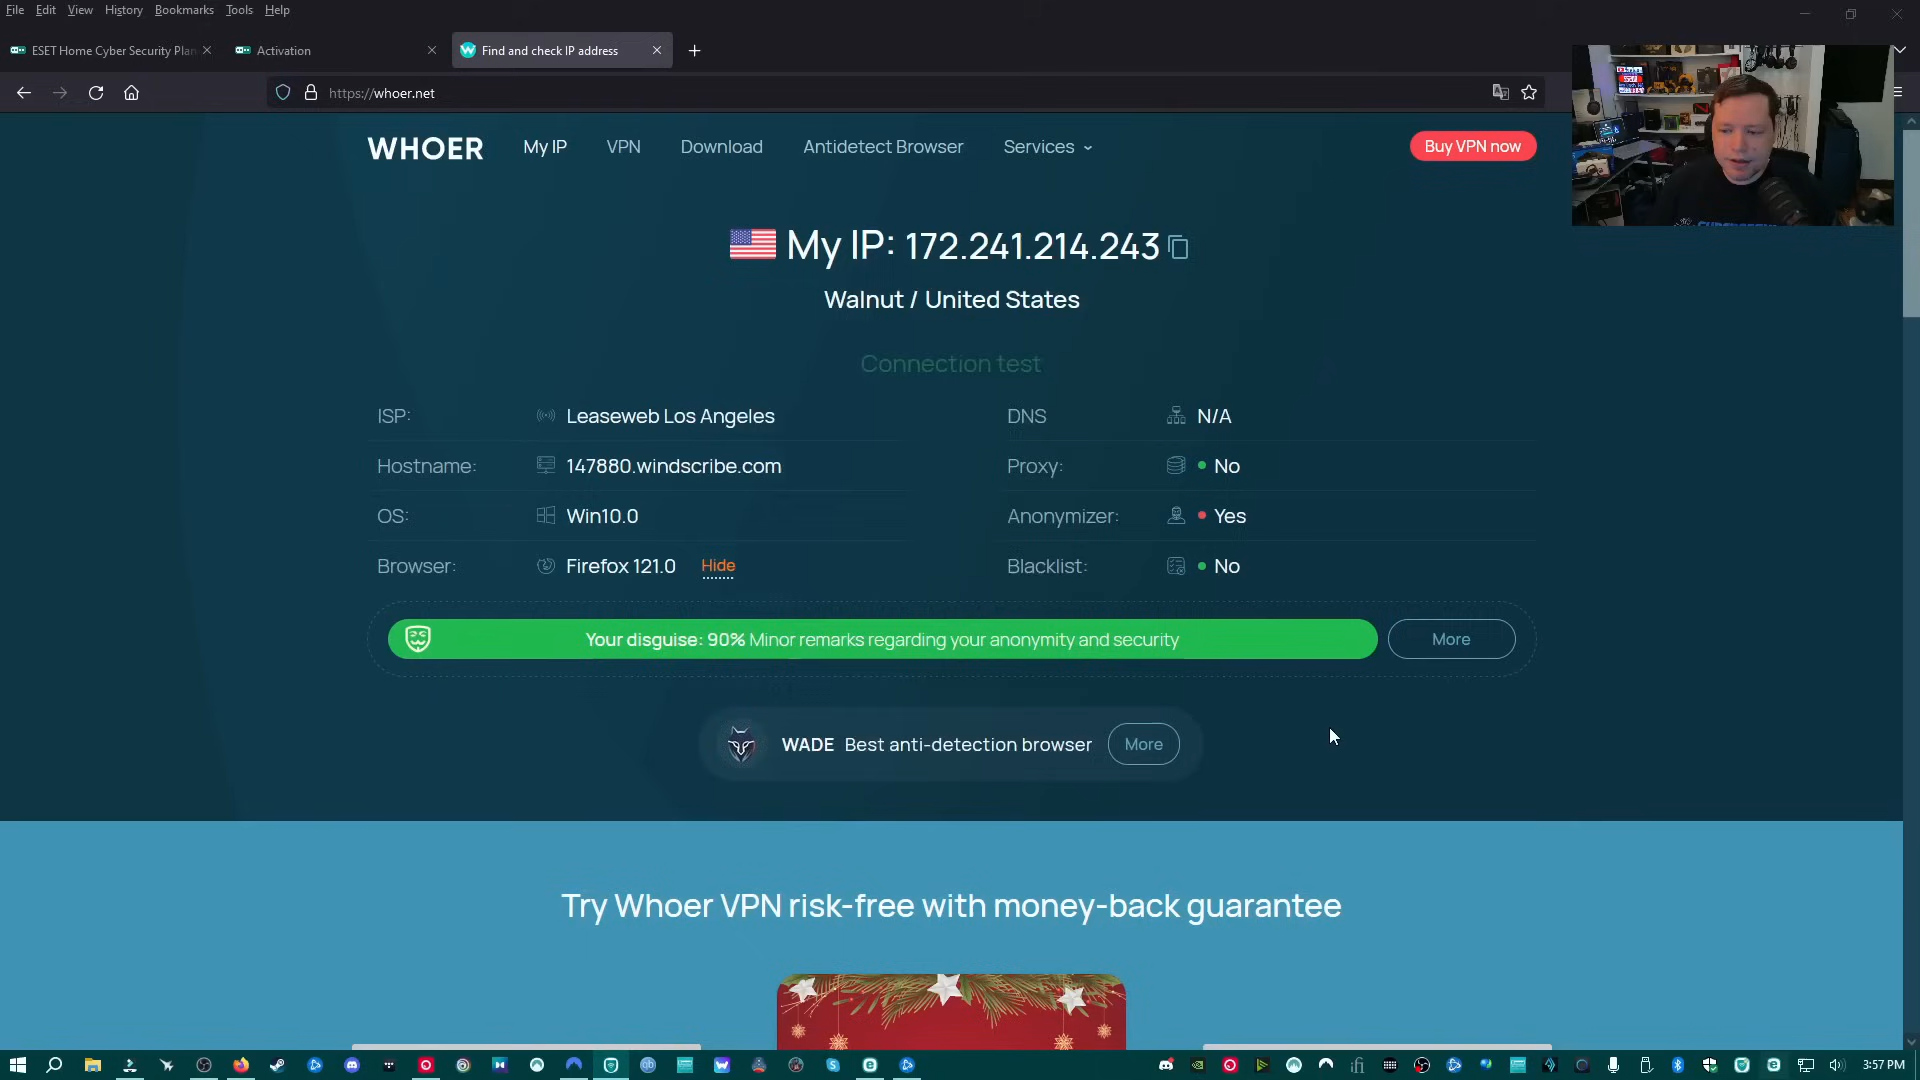 File Edit View History Bookmarks Tools Help
ESET Home Cyber Security Plan
Activation
Find and check IP address
https://whoer.net
WHOER
My IP
VPN
Download
Antidetect Browser
Services
Buy VPN now
My IP: 172.241.214.243
Walnut / United States
Connection test
ISP: Leaseweb Los Angeles
DNS N/A
Hostname: 147880.windscribe.com
Proxy: No
OS: Win10.0
Anonymizer: Yes
Browser: Firefox 121.0 Hide
Blacklist: No
Your disguise: 90% Minor remarks regarding your anonymity and security
More
WADE Best anti-detection browser More
Try Whoer VPN risk-free with money-back guarantee
3:57 PM